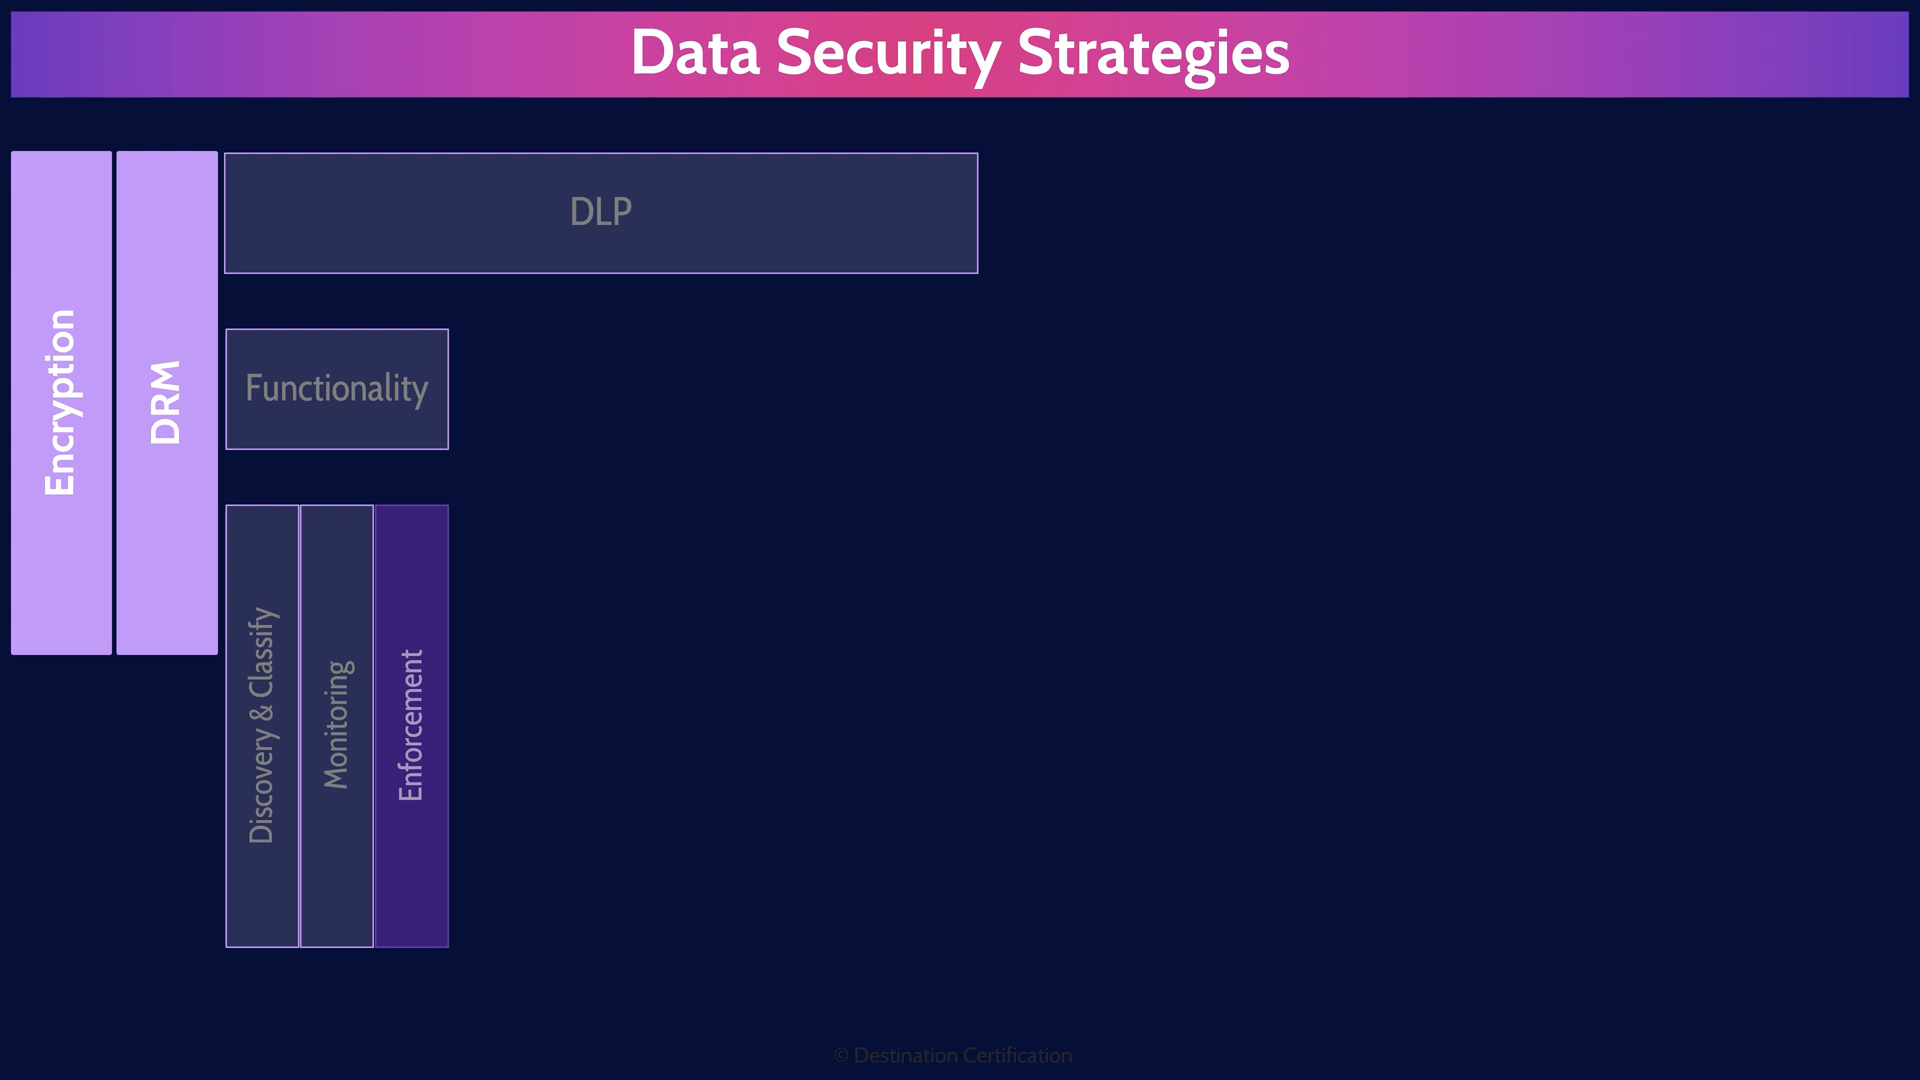 Data Security Strategies
Encryption
DRM
DLP
Functionality
Discovery & Classify
Monitoring
Enforcement
© Destination Certification